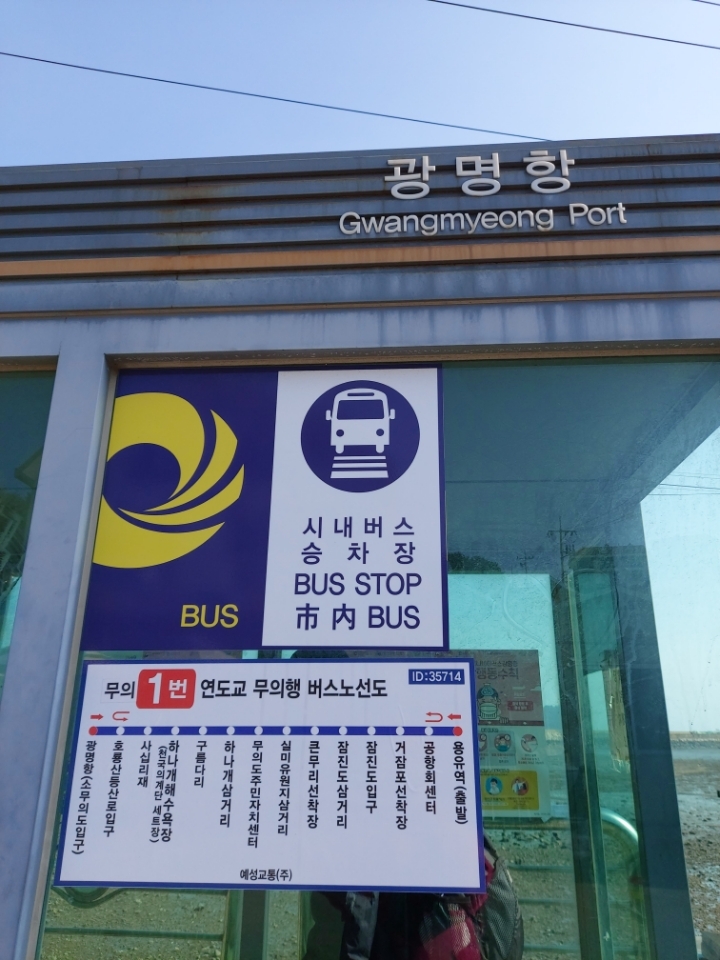 광명항
Gwangmyeong Port
시내버스
승차장
BUS STOP
市內 BUS
BUS
무의 1번 연도교 무의행 버스노선도
ID:35714
광명항(소무의도입구)
호룡산등산로입구
사십리재
하나개해수욕장
(천국의계단 세트장)
구름다리
하나개삼거리
무의도주민자치센터
실미유원지삼거리
큰무리선착장
잠진도삼거리
잠진도입구
거잠포선착장
공항회센터
용유역(출발)
예성교통(주)